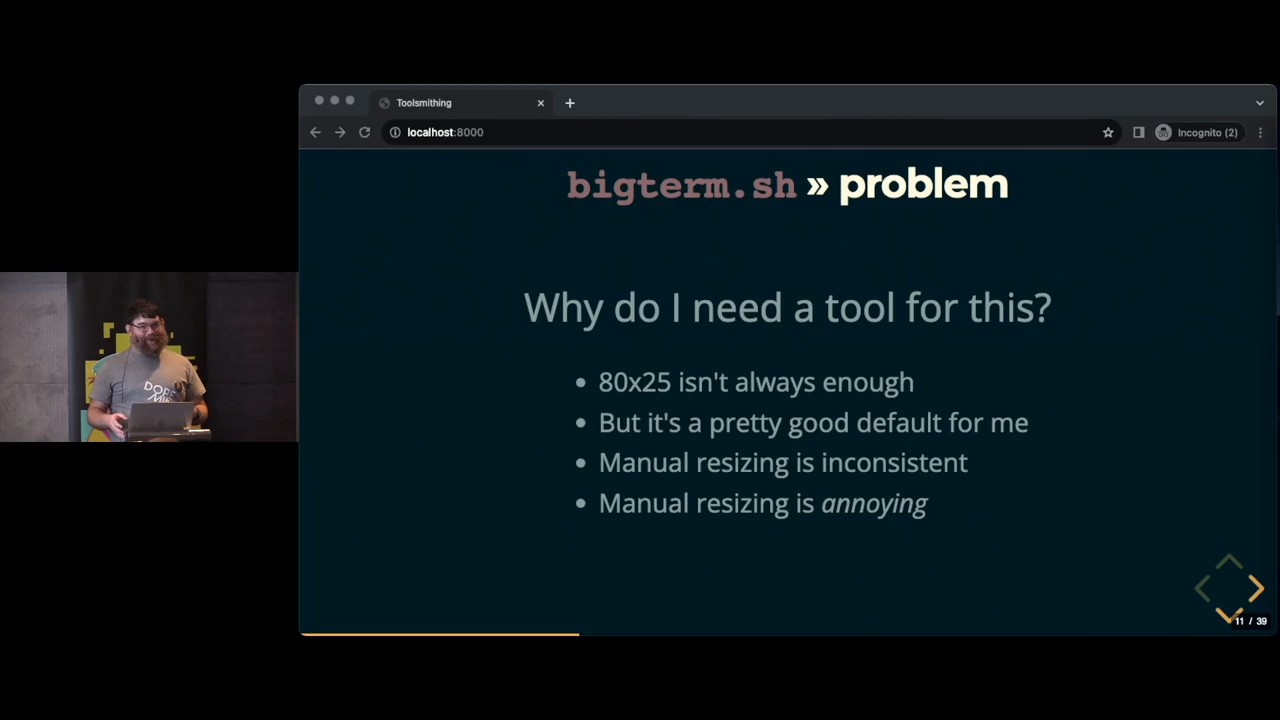 Toolsmithing
localhost:8000
Incognito (2)
bigterm.sh » problem
Why do I need a tool for this?
• 80x25 isn't always enough
• But it's a pretty good default for me
• Manual resizing is inconsistent
• Manual resizing is annoying
DOPE
11 / 39